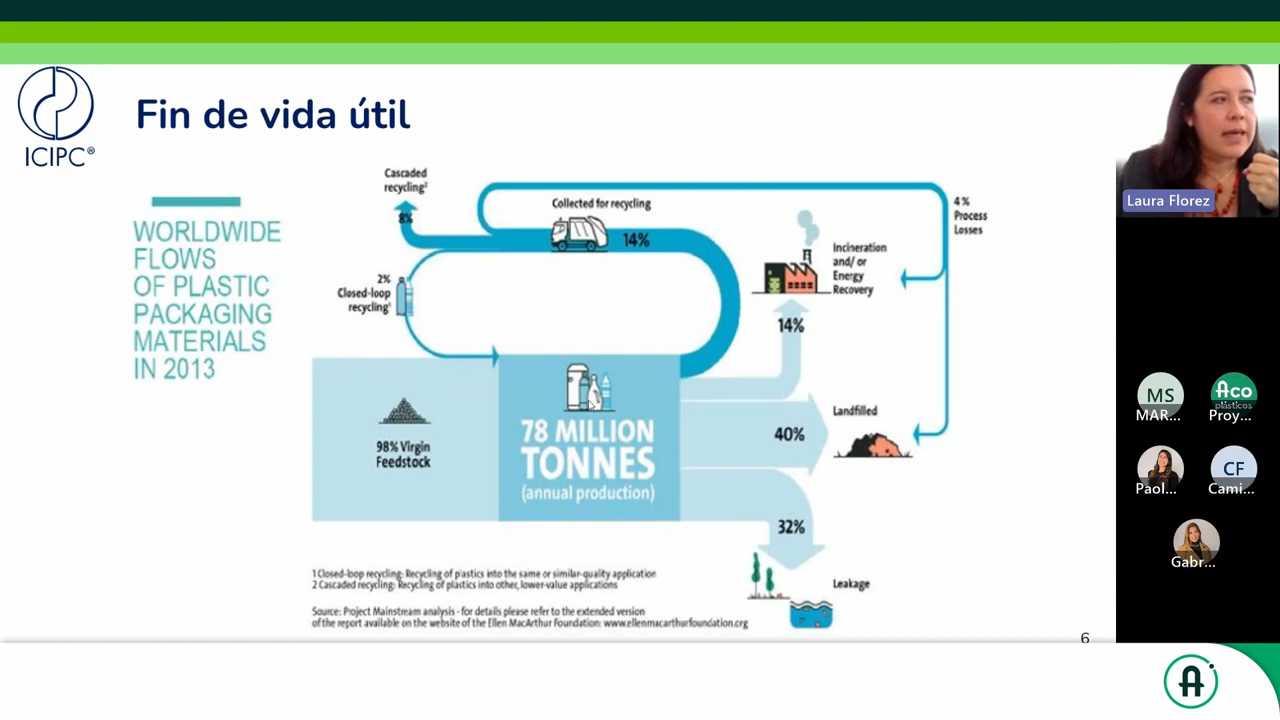 ICIPC®
Fin de vida útil
WORLDWIDE
FLOWS
OF PLASTIC
PACKAGING
MATERIALS
IN 2013
Cascaded
recycling²
8%
Collected for recycling
14%
4%
Process
Losses
2%
Closed-loop
recycling¹
Incineration
and/ or
Energy
Recovery
14%
98% Virgin
Feedstock
78 MILLION
TONNES
(annual production)
Landfilled
40%
32%
Leakage
1 Closed-loop recycling: Recycling of plastics into the same or similar-quality application
2 Cascaded recycling: Recycling of plastics into other, lower-value applications
Source: Project Mainstream analysis - for details please refer to the extended version
of the report available on the website of the Ellen MacArthur Foundation: www.ellenmacarthurfoundation.org
6
Laura Florez
MS
MAR...
Aco
plásticos
Proy...
Paol...
CF
Cami...
Gabr...
A